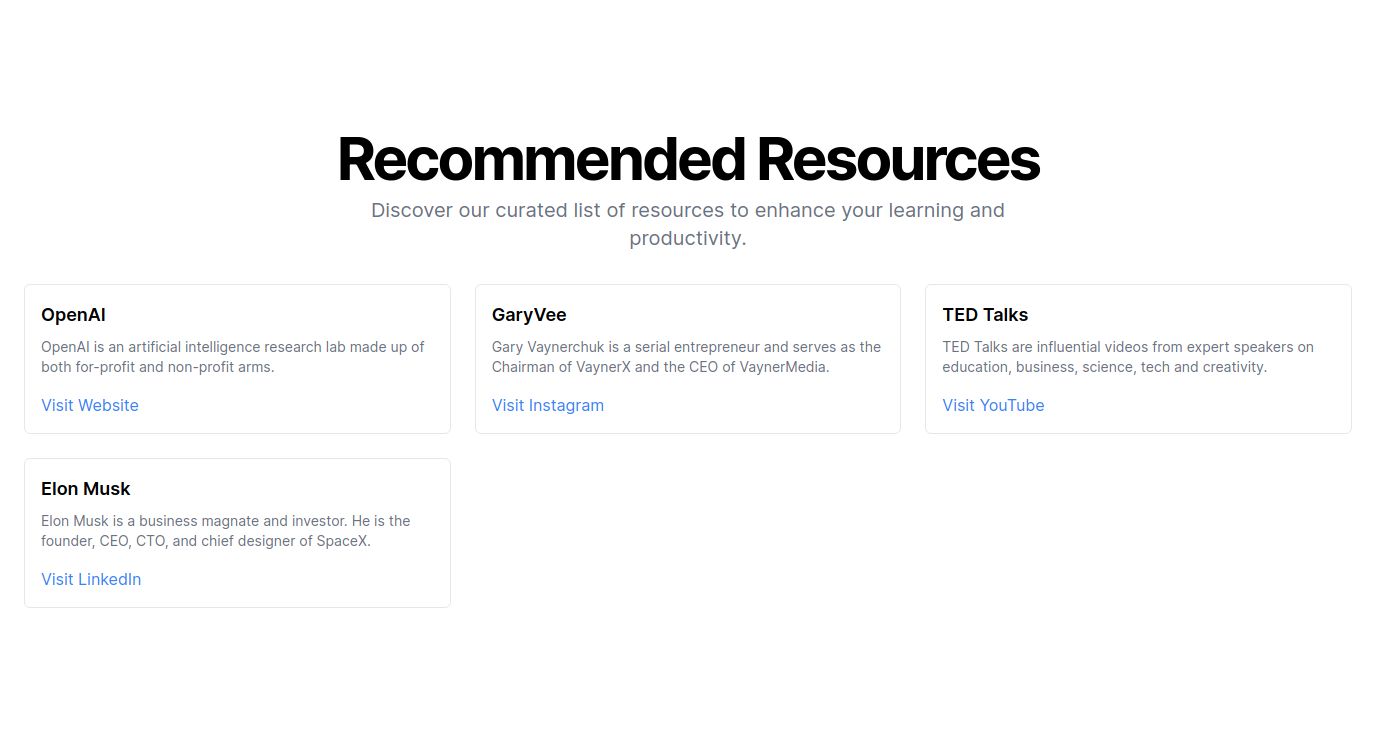 Recommended Resources
Discover our curated list of resources to enhance your learning and
productivity.
OpenAI
OpenAI is an artificial intelligence research lab made up of
both for-profit and non-profit arms.
Visit Website
GaryVee
Gary Vaynerchuk is a serial entrepreneur and serves as the
Chairman of VaynerX and the CEO of VaynerMedia.
Visit Instagram
TED Talks
TED Talks are influential videos from expert speakers on
education, business, science, tech and creativity.
Visit YouTube
Elon Musk
Elon Musk is a business magnate and investor. He is the
founder, CEO, CTO, and chief designer of SpaceX.
Visit LinkedIn